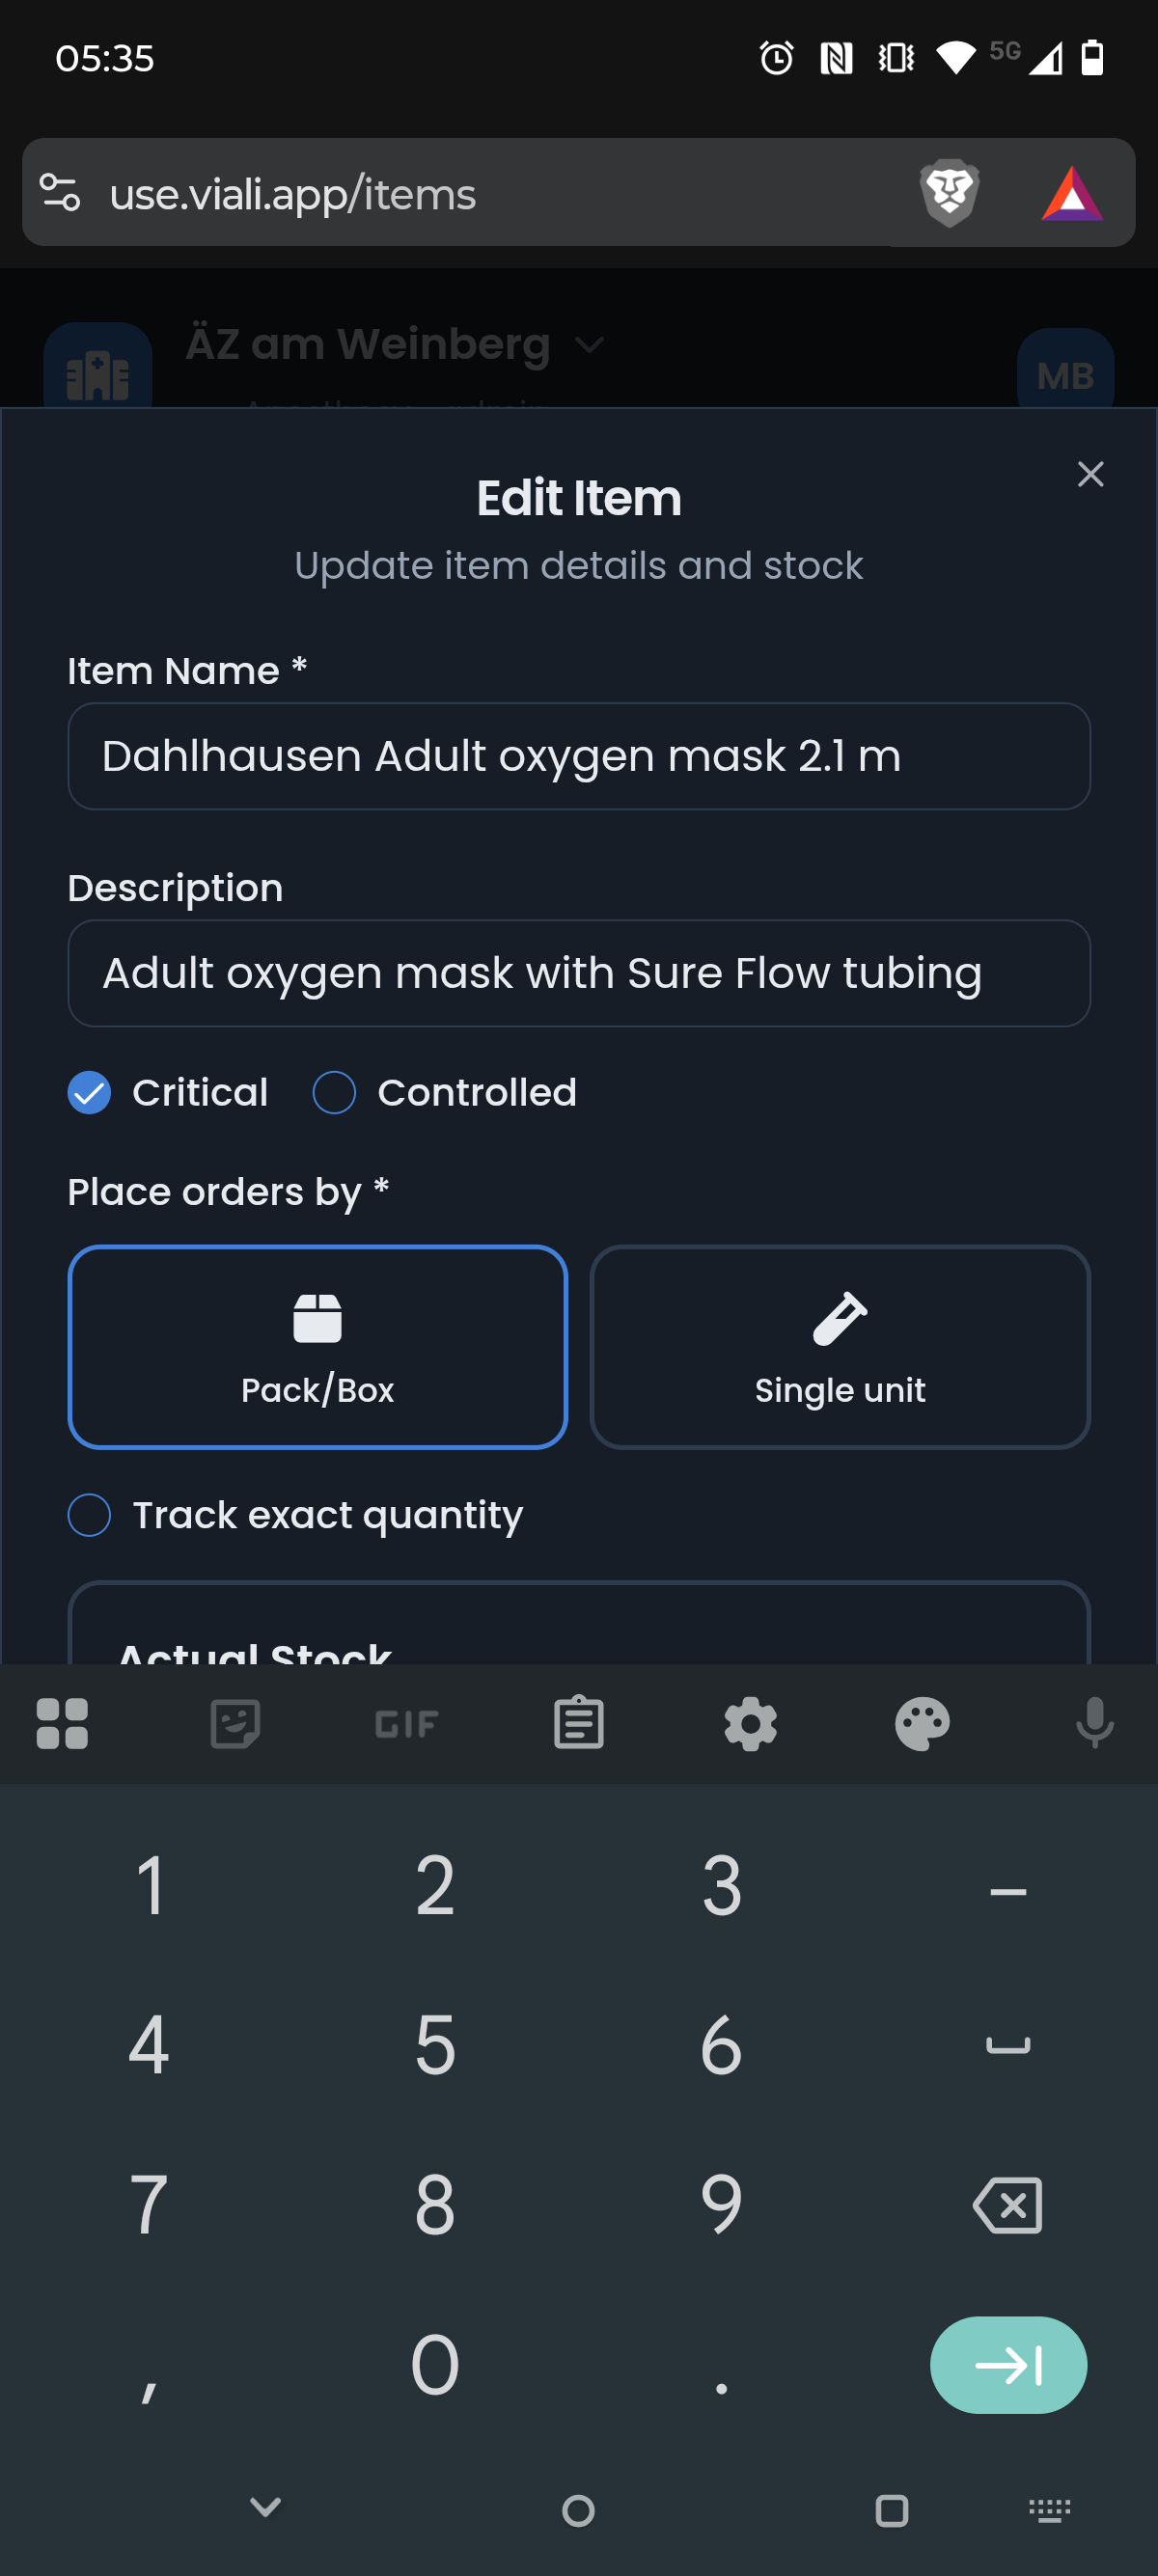 05:35
5G
use.viali.app/items
ÄZ am Weinberg
MB
Edit Item
Update item details and stock
Item Name *
Dahlhausen Adult oxygen mask 2.1 m
Description
Adult oxygen mask with Sure Flow tubing
Critical
Controlled
Place orders by *
Pack/Box
Single unit
Track exact quantity
Actual Stock
GIF
1 2 3 –
4 5 6
7 8 9
, 0 .